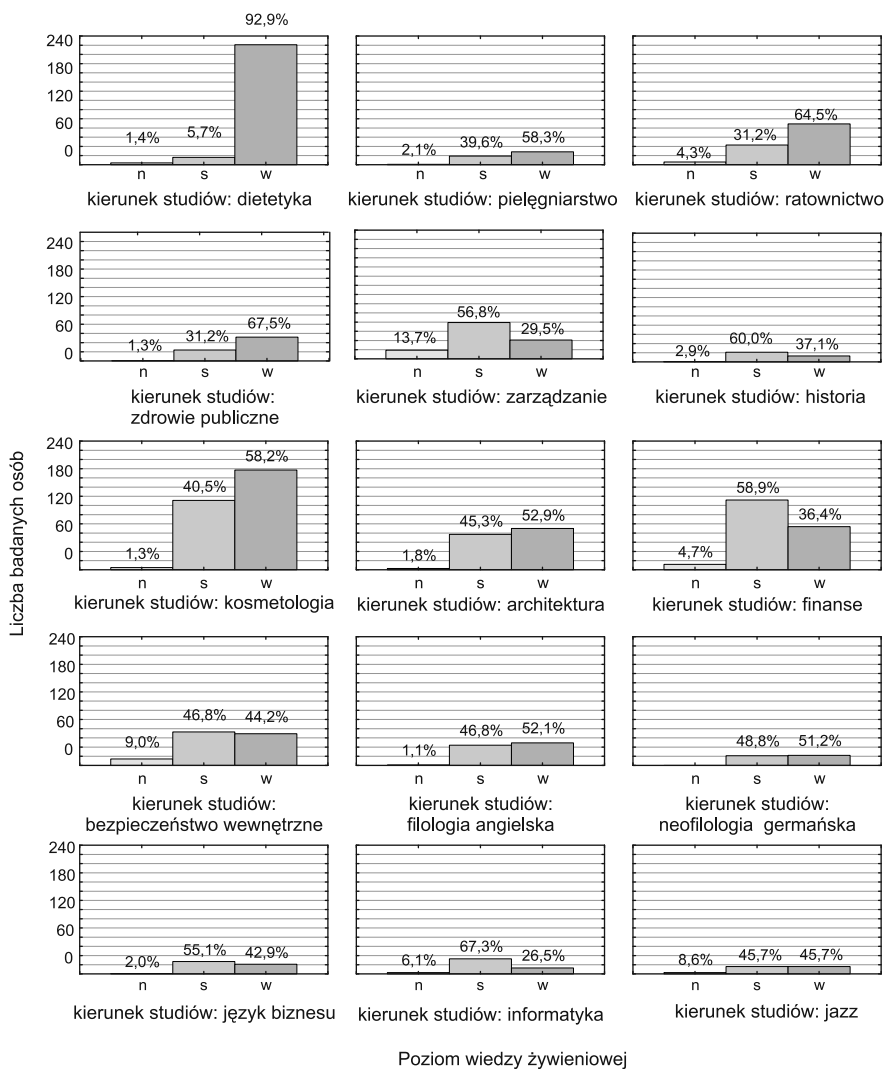 92,9%
240
180
120
60
0
1,4%
5,7%
2,1%
39,6%
58,3%
4,3%
31,2%
64,5%
n s w
n s w
n s w
kierunek studiów: dietetyka
kierunek studiów: pielęgniarstwo
kierunek studiów: ratownictwo
240
180
120
60
0
1,3%
31,2%
67,5%
13,7%
56,8%
29,5%
2,9%
60,0%
37,1%
n s w
n s w
n s w
kierunek studiów:
zdrowie publiczne
kierunek studiów: zarządzanie
kierunek studiów: historia
240
180
120
60
0
1,3%
40,5%
58,2%
1,8%
45,3%
52,9%
4,7%
58,9%
36,4%
n s w
n s w
n s w
kierunek studiów: kosmetologia
kierunek studiów: architektura
kierunek studiów: finanse
Liczba badanych osób
240
180
120
60
0
9,0%
46,8%
44,2%
1,1%
46,8%
52,1%
48,8%
51,2%
n s w
n s w
n s w
kierunek studiów:
bezpieczeństwo wewnętrzne
kierunek studiów:
filologia angielska
kierunek studiów:
neofilologia germańska
240
180
120
60
0
2,0%
55,1%
42,9%
6,1%
67,3%
26,5%
8,6%
45,7%
45,7%
n s w
n s w
n s w
kierunek studiów: język biznesu
kierunek studiów: informatyka
kierunek studiów: jazz
Poziom wiedzy żywieniowej